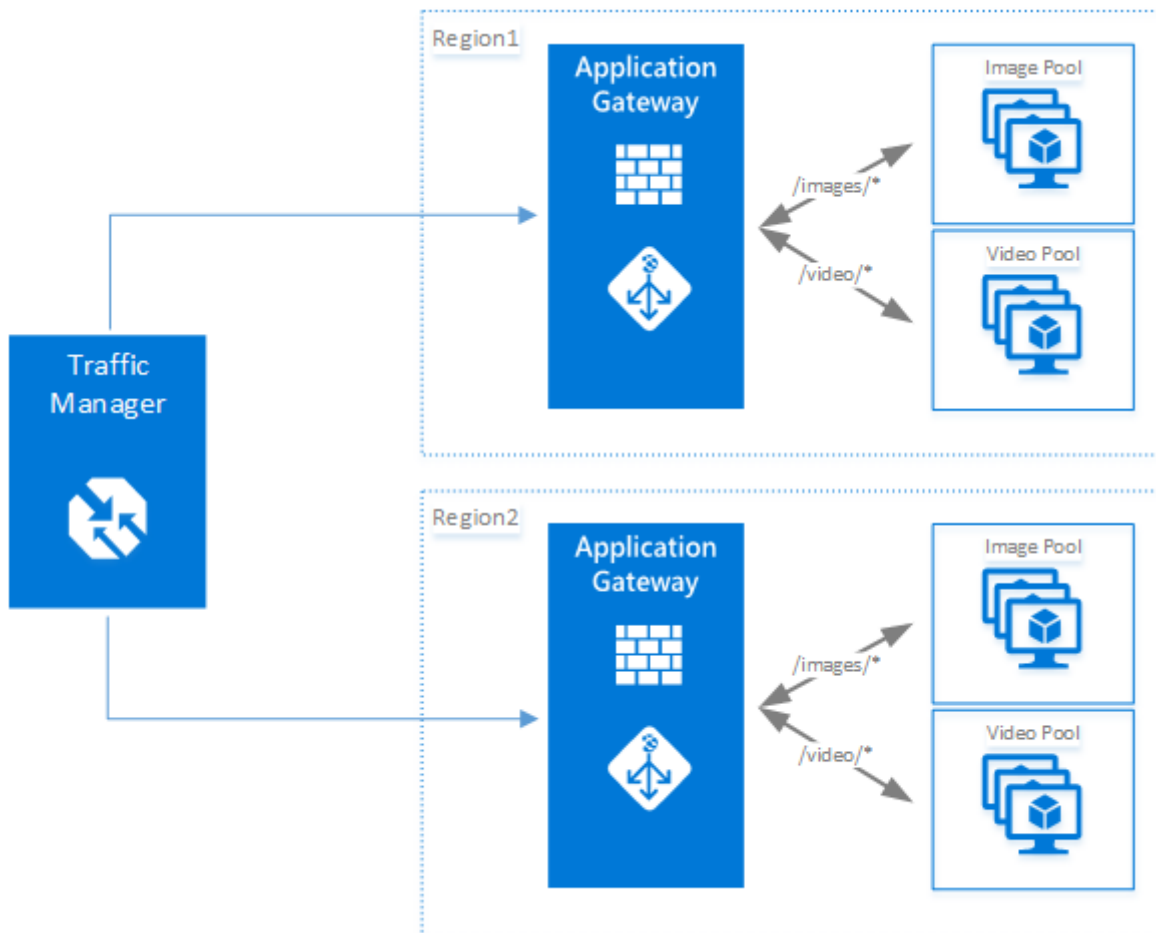 Region1
Application
Gateway
Image Pool
/images/*
Video Pool
/video/*
Traffic
Manager
Region2
Application
Gateway
Image Pool
/images/*
Video Pool
/video/*